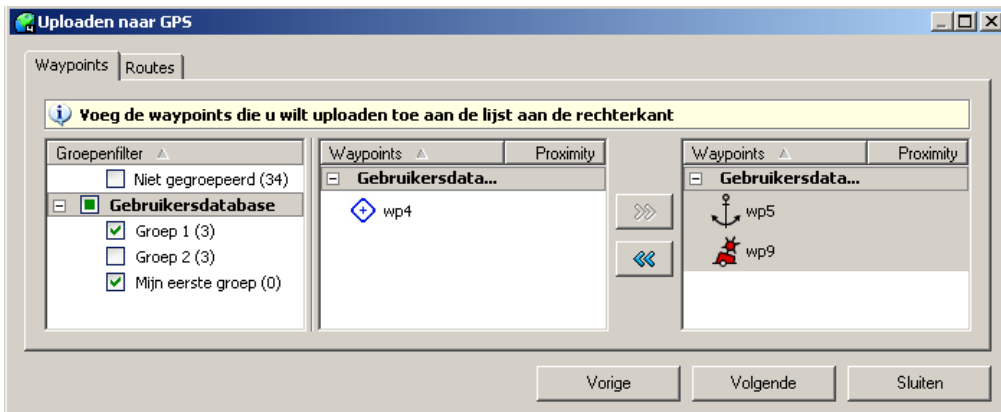 Uploaden naar GPS
Waypoints Routes
Voeg de waypoints die u wilt uploaden toe aan de lijst aan de rechterkant
Groepenfilter
Niet gegroepeerd (34)
Gebruikersdatabase
Groep 1 (3)
Groep 2 (3)
Mijn eerste groep (0)
Waypoints Proximity
Gebruikersdata...
wp4
Waypoints Proximity
Gebruikersdata...
wp5
wp9
Vorige Volgende Sluiten